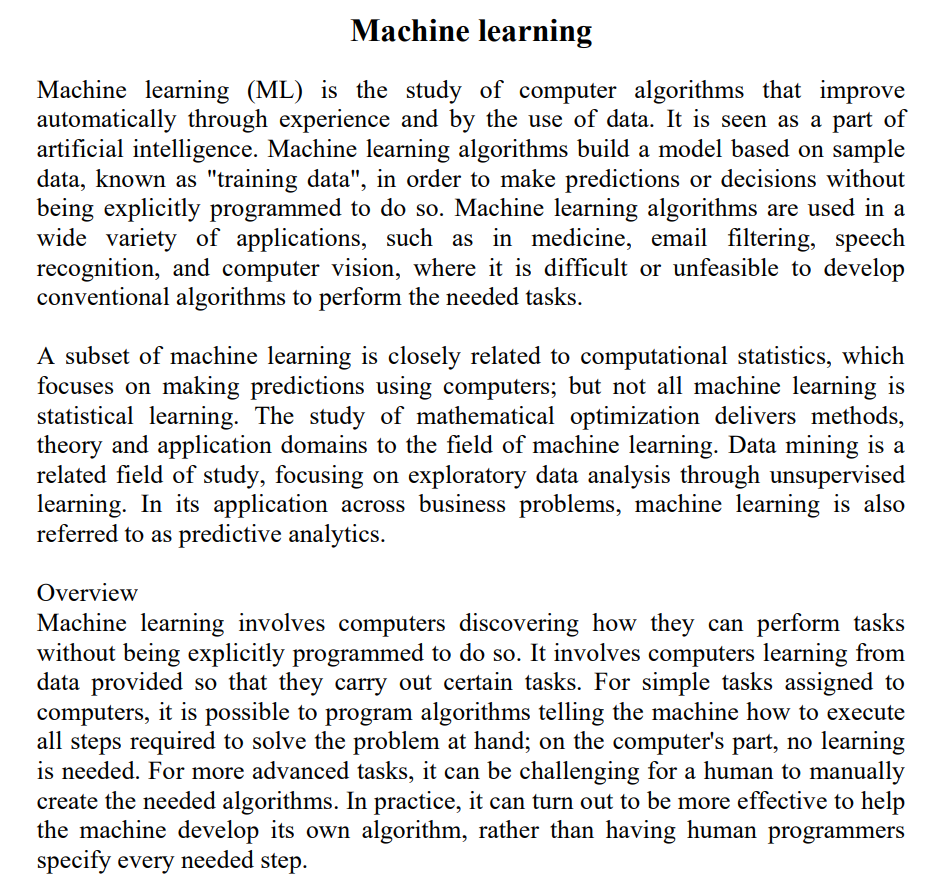 Machine learning
Machine learning (ML) is the study of computer algorithms that improve
automatically through experience and by the use of data. It is seen as a part of
artificial intelligence. Machine learning algorithms build a model based on sample
data, known as "training data", in order to make predictions or decisions without
being explicitly programmed to do so. Machine learning algorithms are used in a
wide variety of applications, such as in medicine, email filtering, speech
recognition, and computer vision, where it is difficult or unfeasible to develop
conventional algorithms to perform the needed tasks.
A subset of machine learning is closely related to computational statistics, which
focuses on making predictions using computers; but not all machine learning is
statistical learning. The study of mathematical optimization delivers methods,
theory and application domains to the field of machine learning. Data mining is a
related field of study, focusing on exploratory data analysis through unsupervised
learning. In its application across business problems, machine learning is also
referred to as predictive analytics.
Overview
Machine learning involves computers discovering how they can perform tasks
without being explicitly programmed to do so. It involves computers learning from
data provided so that they carry out certain tasks. For simple tasks assigned to
computers, it is possible to program algorithms telling the machine how to execute
all steps required to solve the problem at hand; on the computer's part, no learning
is needed. For more advanced tasks, it can be challenging for a human to manually
create the needed algorithms. In practice, it can turn out to be more effective to help
the machine develop its own algorithm, rather than having human programmers
specify every needed step.